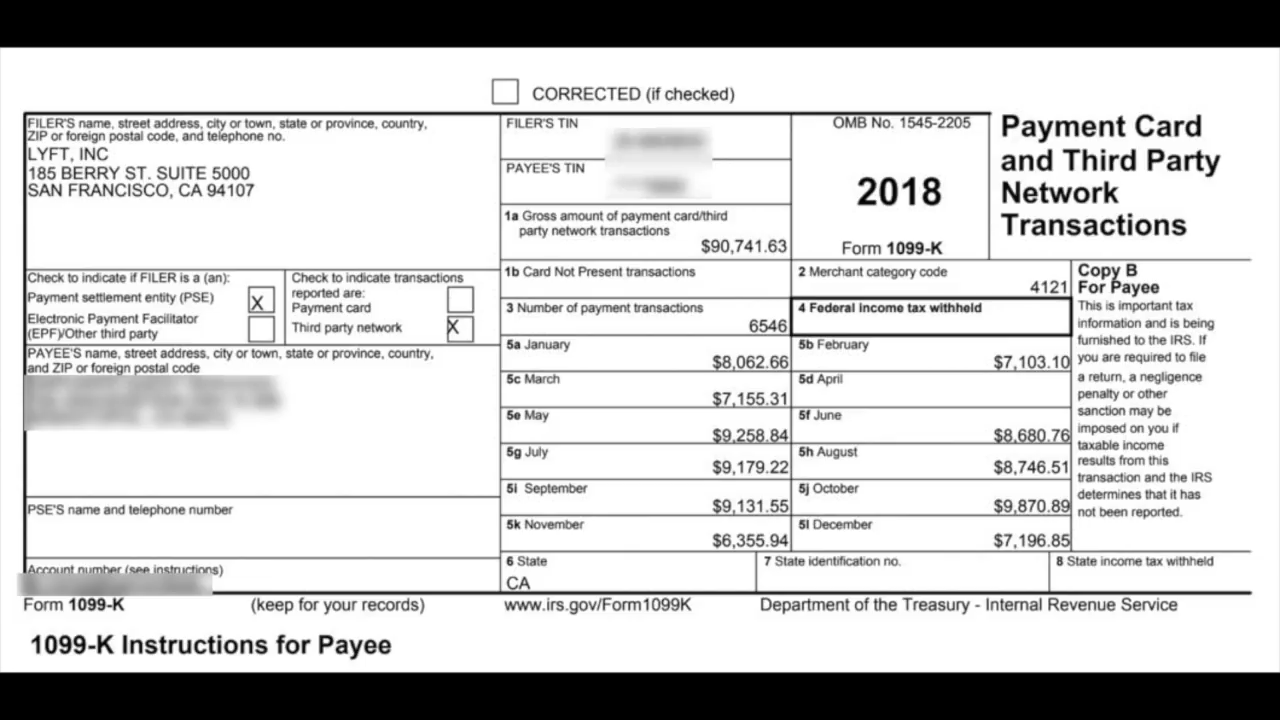 CORRECTED (if checked)
FILER'S name, street address, city or town, state or province, country,
ZIP or foreign postal code, and telephone no.
LYFT, INC
185 BERRY ST. SUITE 5000
SAN FRANCISCO, CA 94107
FILER'S TIN
PAYEE'S TIN
OMB No. 1545-2205
2018
Form 1099-K
Payment Card
and Third Party
Network
Transactions
1a Gross amount of payment card/third
party network transactions
$90,741.63
Check to indicate if FILER is a (an):
Payment settlement entity (PSE)
X
Electronic Payment Facilitator
(EPF)/Other third party
Check to indicate transactions
reported are:
Payment card
Third party network
X
1b Card Not Present transactions
2 Merchant category code
4121
3 Number of payment transactions
6546
4 Federal income tax withheld
Copy B
For Payee
This is important tax
information and is being
furnished to the IRS. If
you are required to file
a return, a negligence
penalty or other
sanction may be
imposed on you if
taxable income
results from this
transaction and the IRS
determines that it has
not been reported.
PAYEE'S name, street address, city or town, state or province, country,
and ZIP or foreign postal code
5a January
$8,062.66
5b February
$7,103.10
5c March
$7,155.31
5d April
5e May
$9,258.84
5f June
$8,680.76
5g July
$9,179.22
5h August
$8,746.51
5i September
$9,131.55
5j October
$9,870.89
5k November
$6,355.94
5l December
$7,196.85
PSE'S name and telephone number
Account number (see instructions)
6 State
CA
7 State identification no.
8 State income tax withheld
Form 1099-K
(keep for your records)
www.irs.gov/Form1099K
Department of the Treasury - Internal Revenue Service
1099-K Instructions for Payee